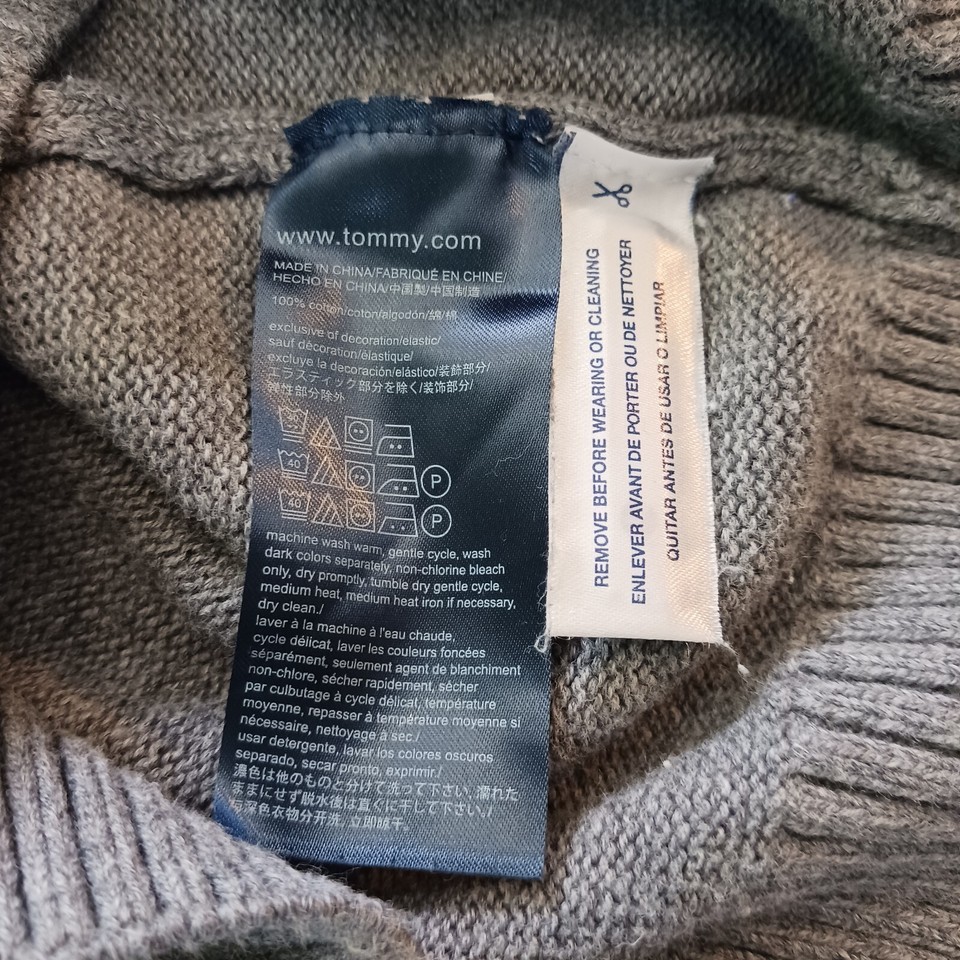 www.tommy.com
MADE IN CHINA/FABRIQUÉ EN CHINE/
HECHO EN CHINA/中国製/中国制造
100% cotton/coton/algodón/綿/棉
exclusive of decoration/elastic/
sauf décoration/élastique/
excluye la decoración/elástico/装飾部分/
エラスティック部分を除く/装饰部分/
弹性部分除外
40 P
40 P
machine wash warm, gentle cycle, wash
dark colors separately, non-chlorine bleach
only, dry promptly, tumble dry gentle cycle,
medium heat, medium heat iron if necessary,
dry clean./
laver à la machine à l'eau chaude,
cycle délicat, laver les couleurs foncées
séparément, seulement agent de blanchiment
non-chlore, sécher rapidement, sécher
par culbutage à cycle délicat, température
moyenne, repasser à température moyenne si
nécessaire, nettoyage à sec./
usar detergente, lavar los colores oscuros
separado, secar pronto, exprimir./
濃色は他のものと分けて洗って下さい。濡れた
ままにせず脱水後は直ぐに干して下さい。/
与深色衣物分开洗,立即晾干。
REMOVE BEFORE WEARING OR CLEANING
ENLEVER AVANT DE PORTER OU DE NETTOYER
QUITAR ANTES DE USAR O LIMPIAR